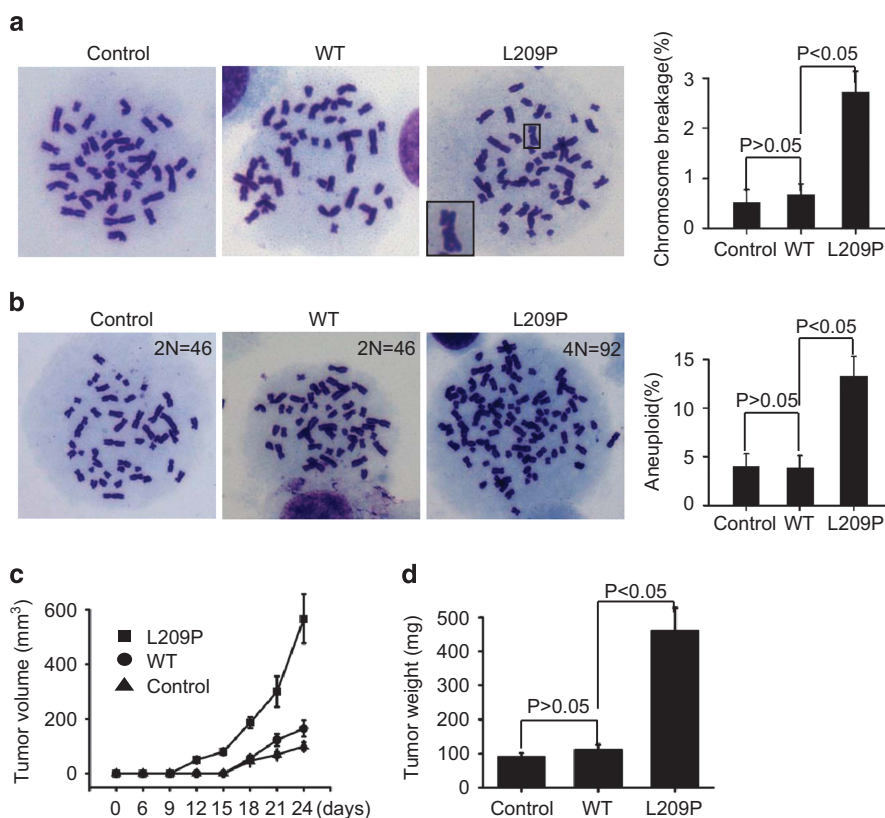 a
Control
WT
L209P
Chromosome breakage(%)
3
2
1
0
P>0.05
P<0.05
Control
WT
L209P
b
Control
WT
L209P
2N=46
2N=46
4N=92
Aneuploid(%)
15
10
5
0
P>0.05
P<0.05
Control
WT
L209P
c
Tumor volume (mm³)
600
400
200
0
L209P
WT
Control
0 6 9 12 15 18 21 24 (days)
d
Tumor weight (mg)
500
400
300
200
100
0
P>0.05
P<0.05
Control
WT
L209P